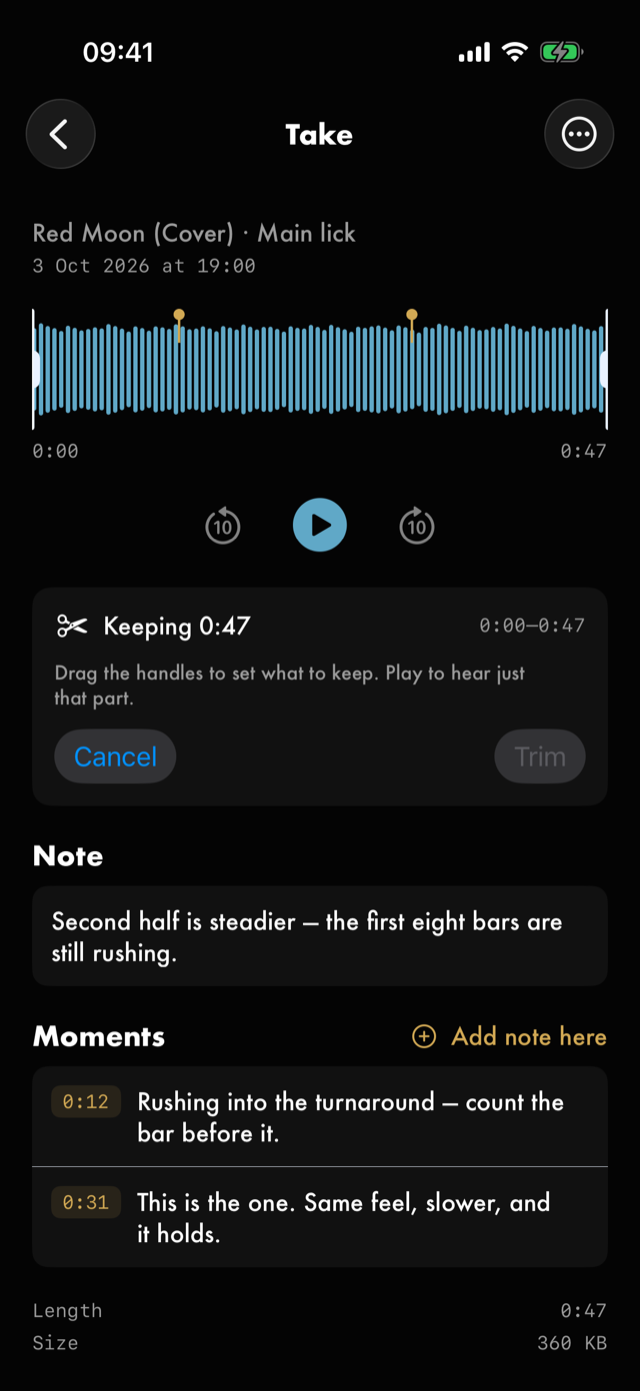 09:41
Take
Red Moon (Cover) · Main lick
3 Oct 2026 at 19:00
0:00 0:47
10 10
Keeping 0:47 0:00–0:47
Drag the handles to set what to keep. Play to hear just
that part.
Cancel Trim
Note
Second half is steadier — the first eight bars are
still rushing.
Moments Add note here
0:12 Rushing into the turnaround — count the
bar before it.
0:31 This is the one. Same feel, slower, and
it holds.
Length 0:47
Size 360 KB